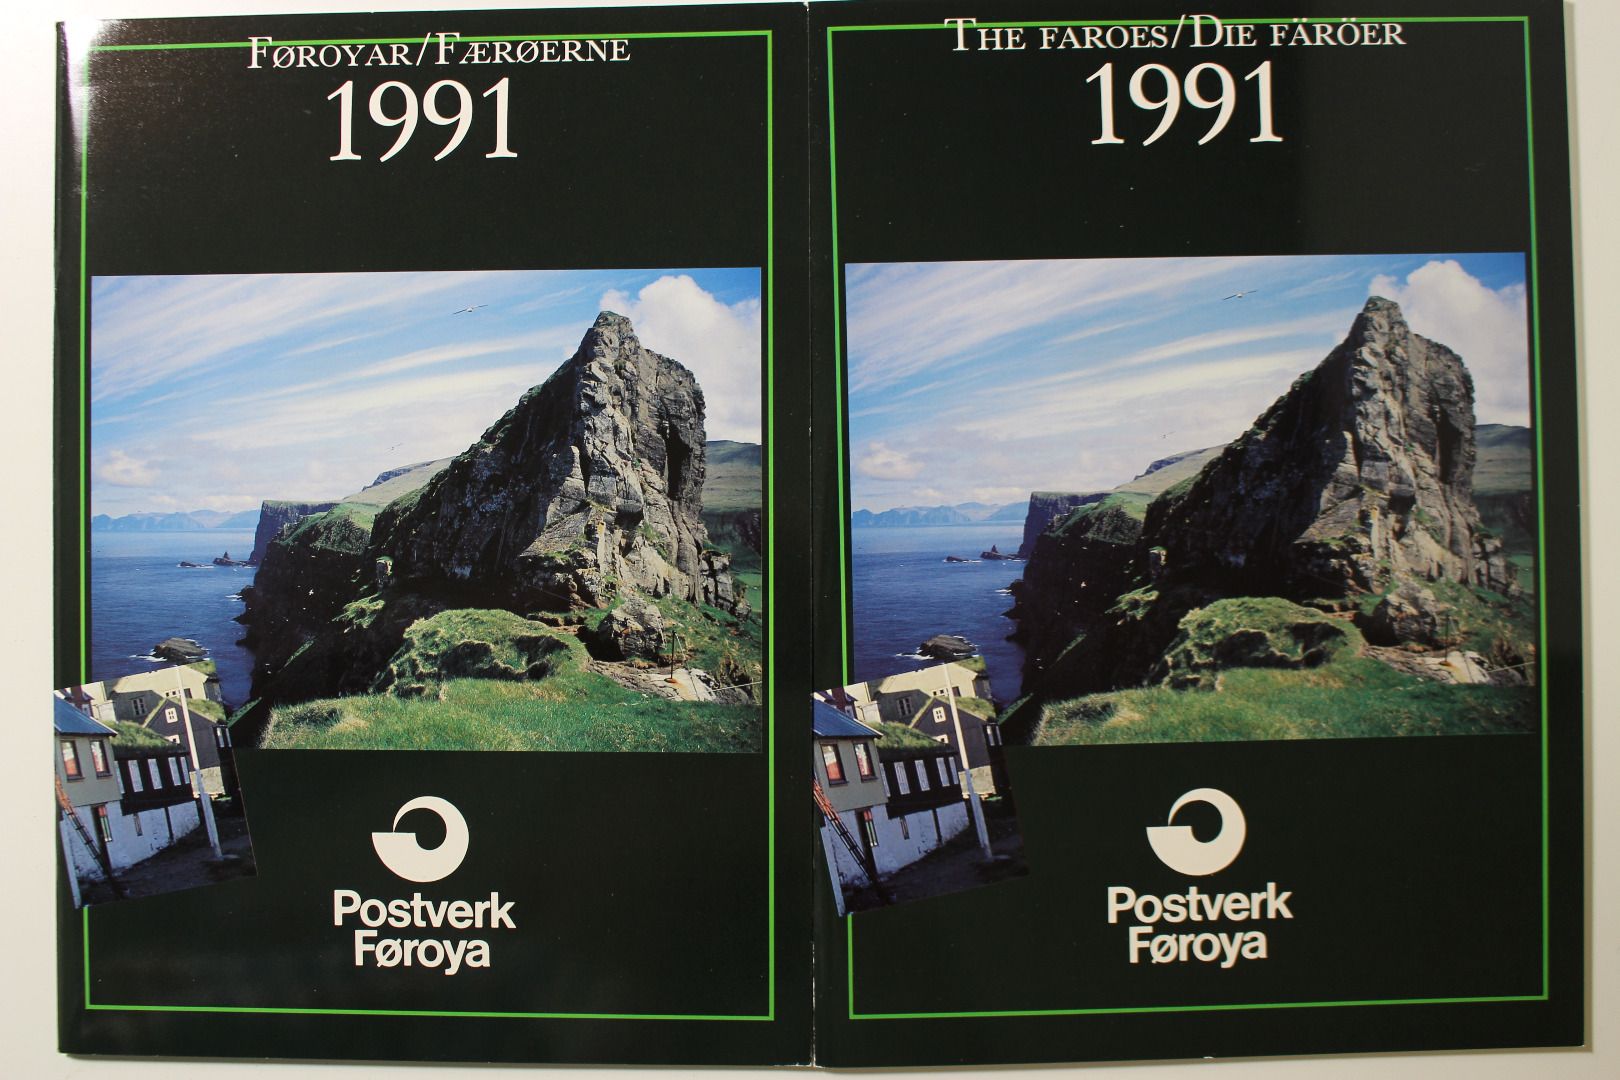 FØROYAR/FÆRØERNE
1991
Postverk
Føroya
THE FAROES/DIE FÄRÖER
1991
Postverk
Føroya